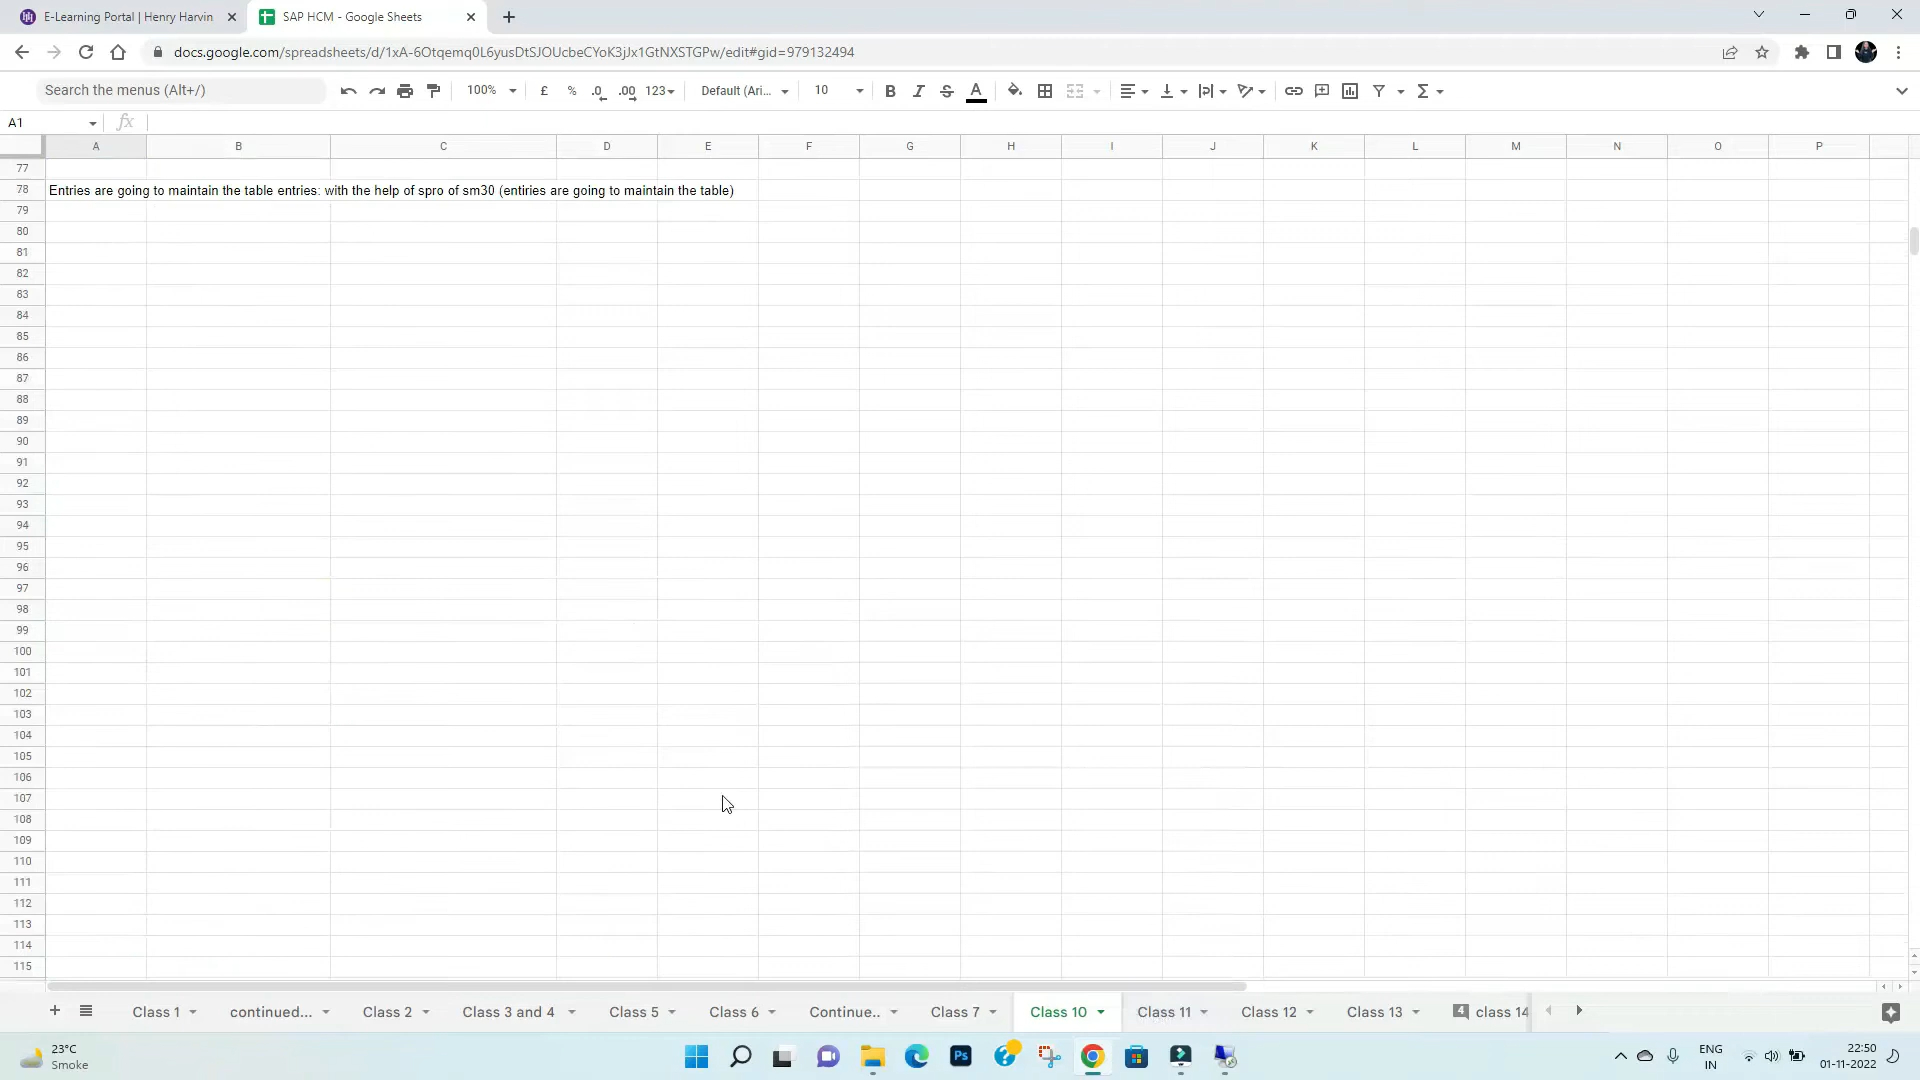 E-Learning Portal | Henry Harvin
SAP HCM - Google Sheets
docs.google.com/spreadsheets/d/1xA-6Otqemq0L6yusDtSJOUcbeCYoK3jJx1GtNXSTGPw/edit#gid=979132494
Search the menus (Alt+/)
100%
£
%
.0
.00
123
Default (Ari...
10
B
I
S
A
Σ
A1
fx
A B C D E F G H I J K L M N O P
77
78 Entries are going to maintain the table entries: with the help of spro of sm30 (entiries are going to maintain the table)
79
80
81
82
83
84
85
86
87
88
89
90
91
92
93
94
95
96
97
98
99
100
101
102
103
104
105
106
107
108
109
110
111
112
113
114
115
Class 1 continued... Class 2 Class 3 and 4 Class 5 Class 6 Continue.. Class 7 Class 10 Class 11 Class 12 Class 13 4 class 14
23°C
Smoke
Ps
ENG
IN
22:50
01-11-2022